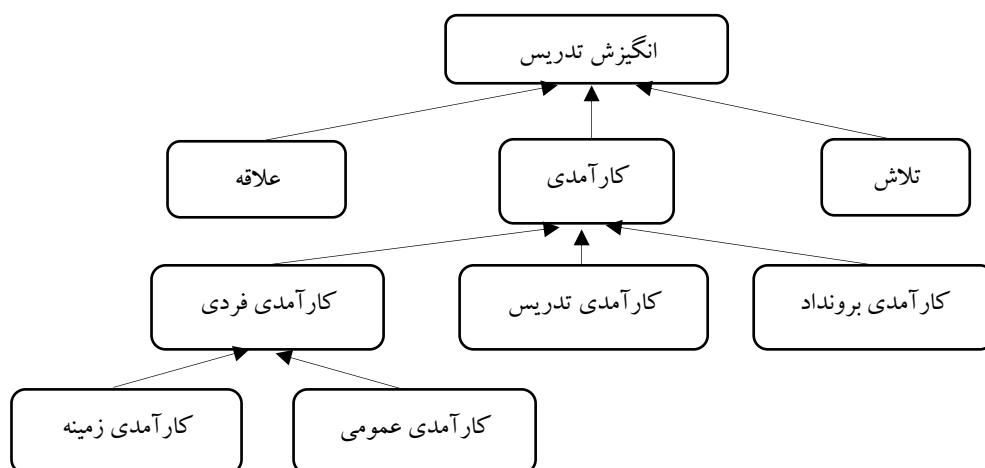 انگیزش تدریس
تلاش
کارآمدی
علاقه
کارآمدی برونداد
کارآمدی تدریس
کارآمدی فردی
کارآمدی عمومی
کارآمدی زمینه